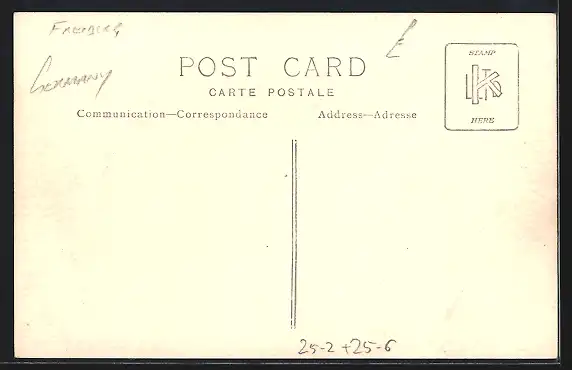 FREIBERG
GERMANY
E
POST CARD
CARTE POSTALE
Communication—Correspondance
Address—Adresse
STAMP
HERE
25-2+25-6